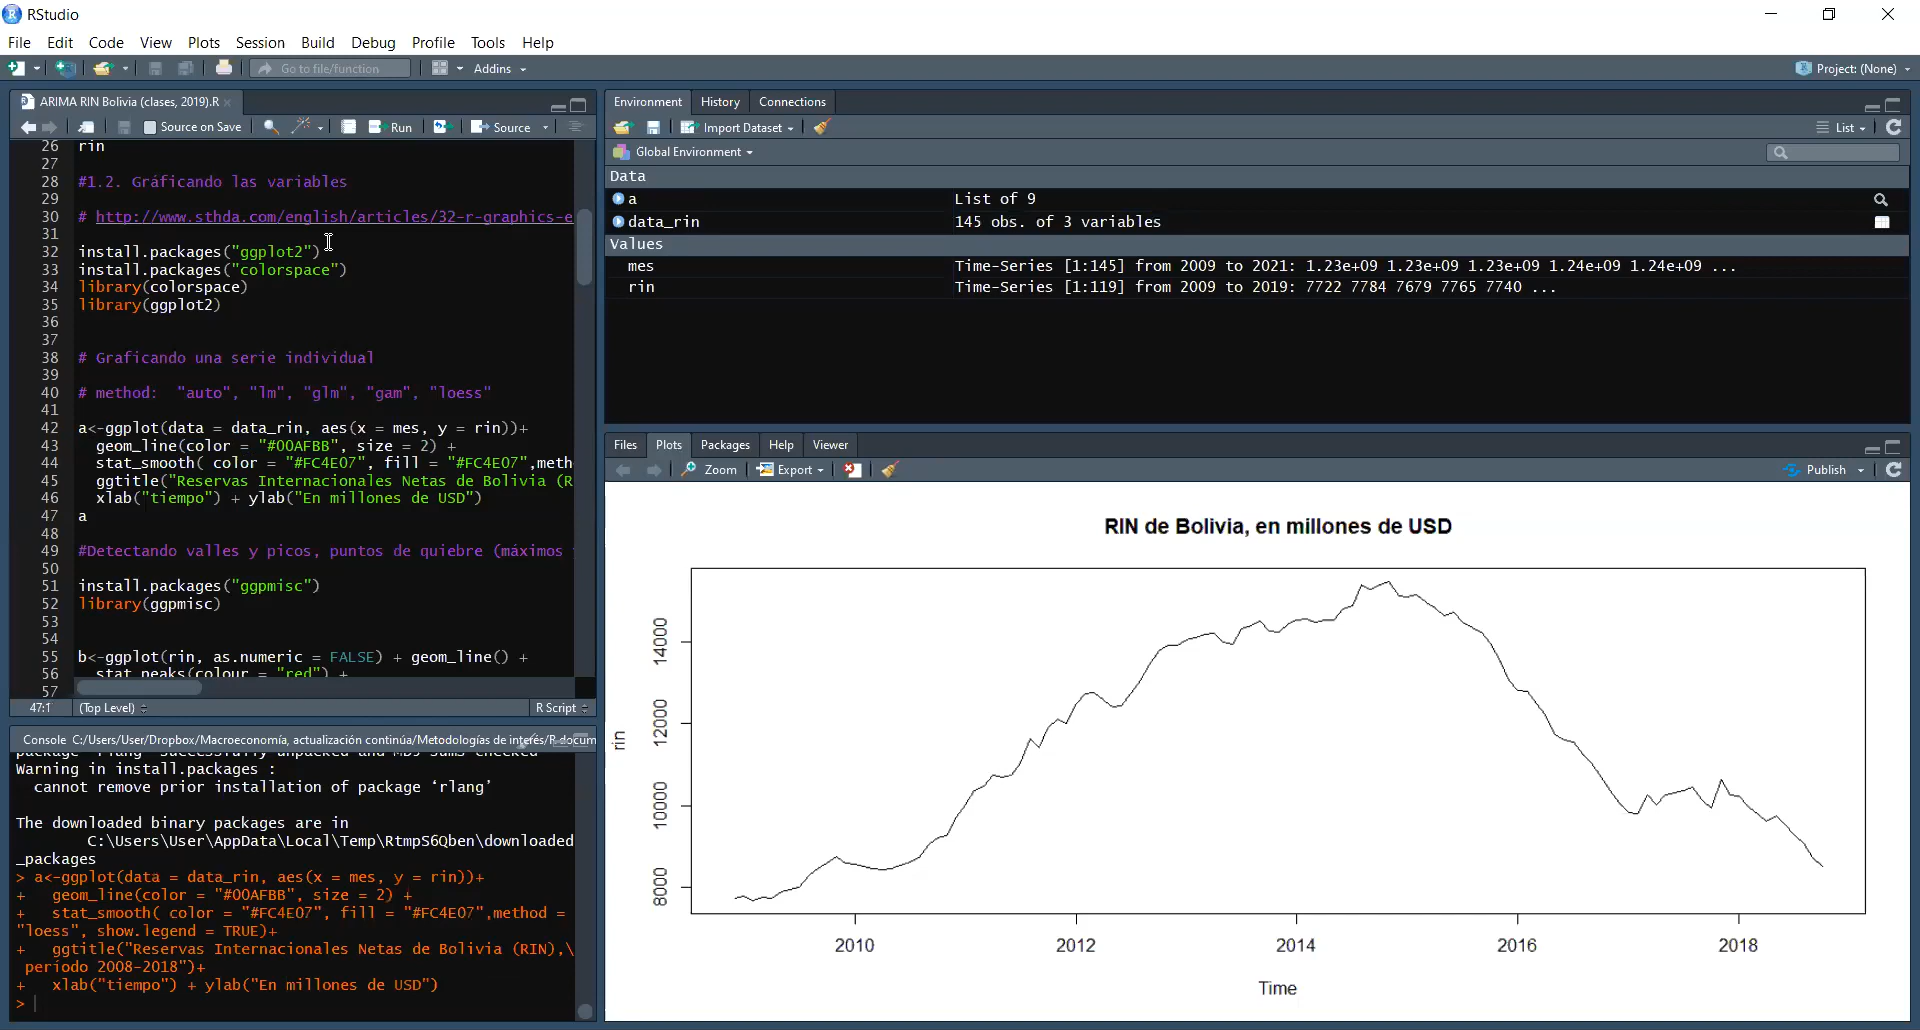 RStudio
File Edit Code View Plots Session Build Debug Profile Tools Help
Go to file/function Addins Project: (None)
ARIMA RIN Bolivia (clases, 2019).R
Source on Save Run Source
26 rin
27
28 #1.2. Gráficando las variables
29
30 # http://www.sthda.com/english/articles/32-r-graphics-e
31
32 install.packages("ggplot2")
33 install.packages("colorspace")
34 library(colorspace)
35 library(ggplot2)
36
37
38 # Graficando una serie individual
39
40 # method: "auto", "lm", "glm", "gam", "loess"
41
42 a<-ggplot(data = data_rin, aes(x = mes, y = rin))+
43 geom_line(color = "#00AFBB", size = 2) +
44 stat_smooth( color = "#FC4E07", fill = "#FC4E07",meth
45 ggtitle("Reservas Internacionales Netas de Bolivia (R
46 xlab("tiempo") + ylab("En millones de USD")
47 a
48
49 #Detectando valles y picos, puntos de quiebre (máximos
50
51 install.packages("ggpmisc")
52 library(ggpmisc)
53
54
55 b<-ggplot(rin, as.numeric = FALSE) + geom_line() +
56 stat_peaks(colour = "red") +
57
47:1 (Top Level) R Script
Console C:/Users/User/Dropbox/Macroeconomía, actualización continúa/Metodologías de interés/R-docum
package 'rlang' successfully unpacked and MD5 sums checked
Warning in install.packages :
cannot remove prior installation of package ‘rlang’
The downloaded binary packages are in
C:\Users\User\AppData\Local\Temp\RtmpS6Qben\downloaded
_packages
> a<-ggplot(data = data_rin, aes(x = mes, y = rin))+
+ geom_line(color = "#00AFBB", size = 2) +
+ stat_smooth( color = "#FC4E07", fill = "#FC4E07",method =
"loess", show.legend = TRUE)+
+ ggtitle("Reservas Internacionales Netas de Bolivia (RIN),\
período 2008-2018")+
+ xlab("tiempo") + ylab("En millones de USD")
>
Environment History Connections
Import Dataset List
Global Environment
Data
a List of 9
data_rin 145 obs. of 3 variables
Values
mes Time-Series [1:145] from 2009 to 2021: 1.23e+09 1.23e+09 1.23e+09 1.24e+09 1.24e+09 ...
rin Time-Series [1:119] from 2009 to 2019: 7722 7784 7679 7765 7740 ...
Files Plots Packages Help Viewer
Zoom Export Publish
RIN de Bolivia, en millones de USD
rin
14000
12000
10000
8000
2010 2012 2014 2016 2018
Time